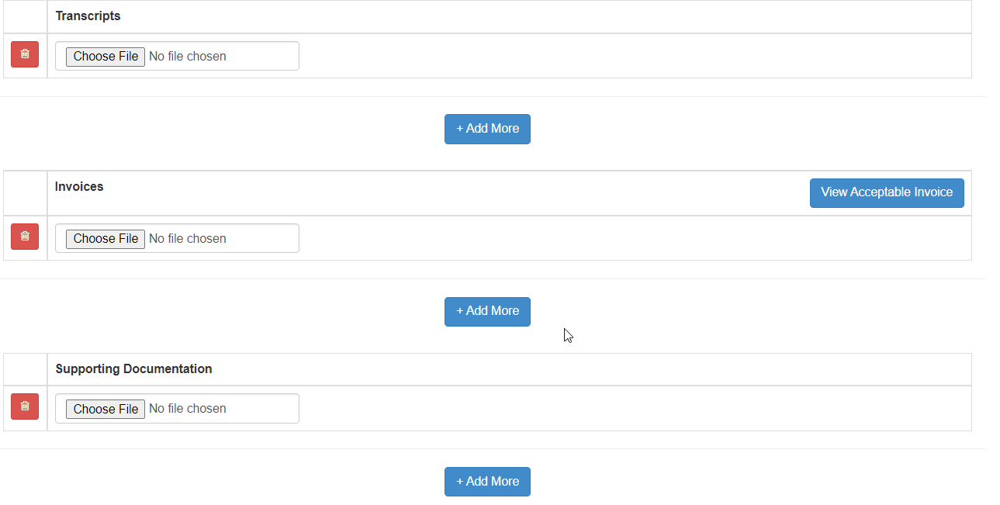 Transcripts
Choose File No file chosen
+ Add More
Invoices
View Acceptable Invoice
Choose File No file chosen
+ Add More
Supporting Documentation
Choose File No file chosen
+ Add More